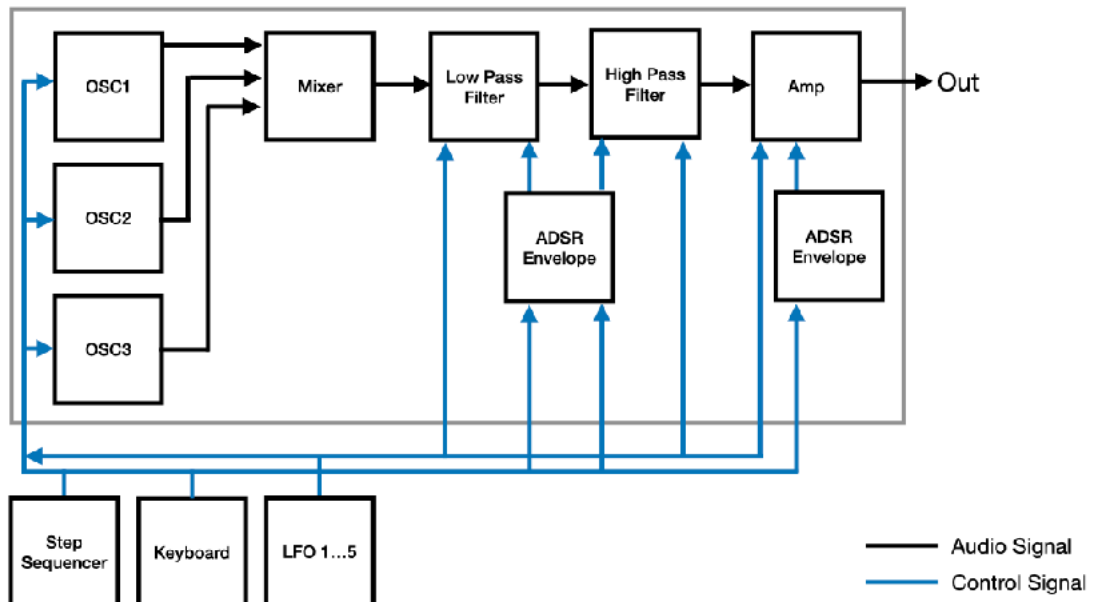 OSC1
Mixer
Low Pass
Filter
High Pass
Filter
Amp
Out
OSC2
ADSR
Envelope
ADSR
Envelope
OSC3
Step
Sequencer
Keyboard
LFO 1...5
Audio Signal
Control Signal